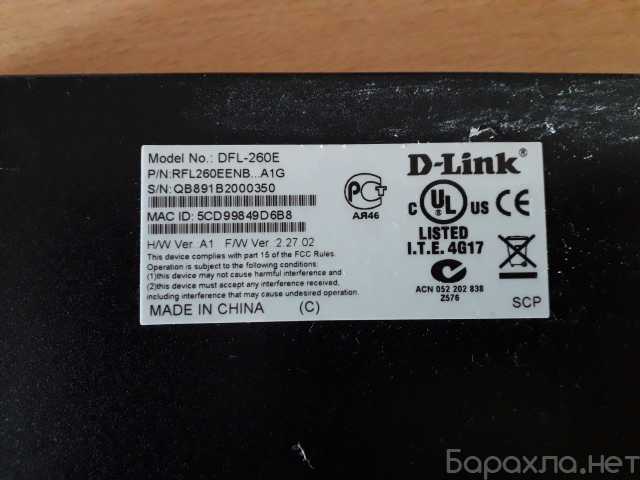 Model No.: DFL-260E
P/N:RFL260EENB...A1G
S/N:QB891B2000350
MAC ID: 5CD99849D6B8
H/W Ver. A1 F/W Ver. 2.27.02
This device complies with part 15 of the FCC Rules.
Operation is subject to the following conditions:
(1)this device may not cause harmful interference and
(2)this device must accept any interference received,
including interference that may cause undesired operation.
MADE IN CHINA (C)
АЯ46
D-Link®
C UL US CE
LISTED
I.T.E. 4G17
ACN 052 202 838
Z576
SCP
Барахла.нет